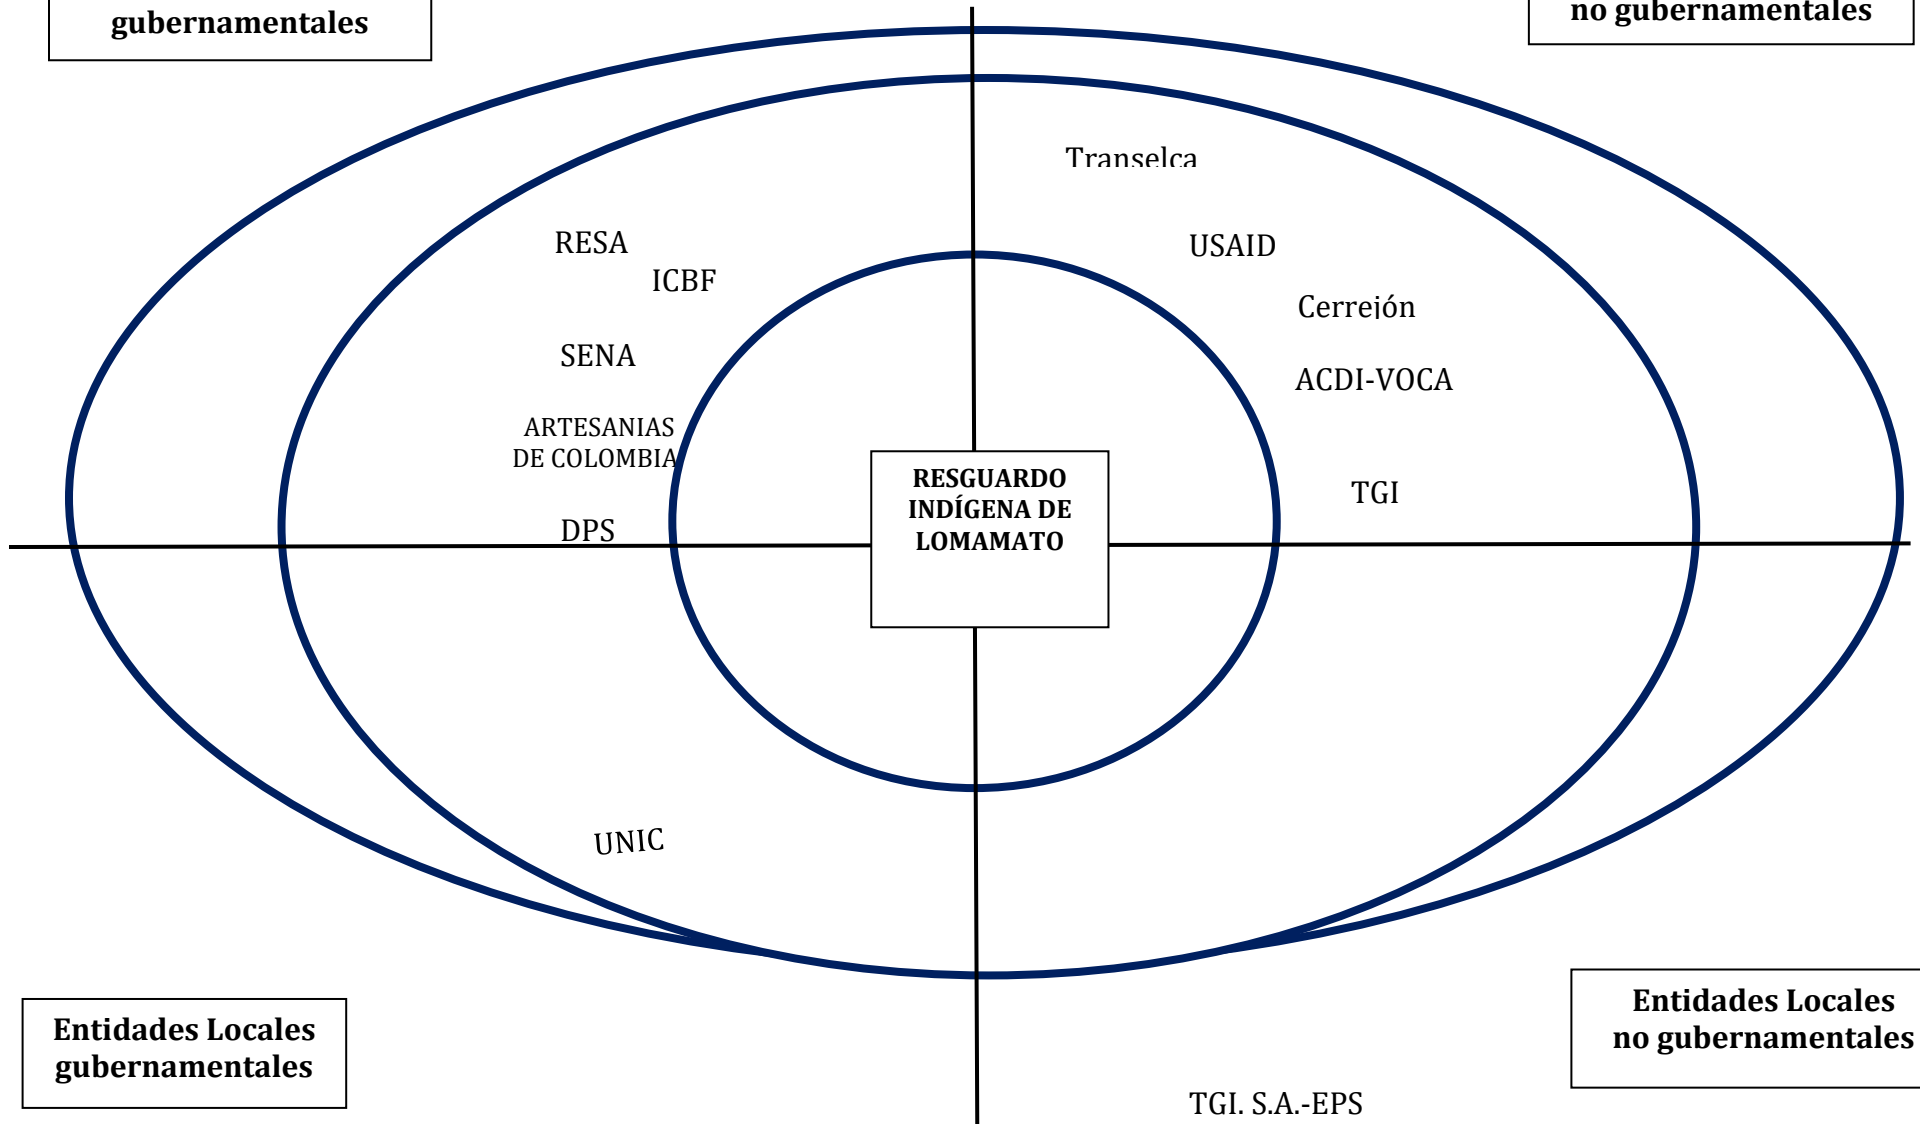 gubernamentales
no gubernamentales
Transelca
RESA
USAID
ICBF
Cerrejón
SENA
ACDI-VOCA
ARTESANIAS
DE COLOMBIA
RESGUARDO
INDÍGENA DE
LOMAMATO
TGI
DPS
UNIC
Entidades Locales
gubernamentales
Entidades Locales
no gubernamentales
TGI. S.A.-EPS